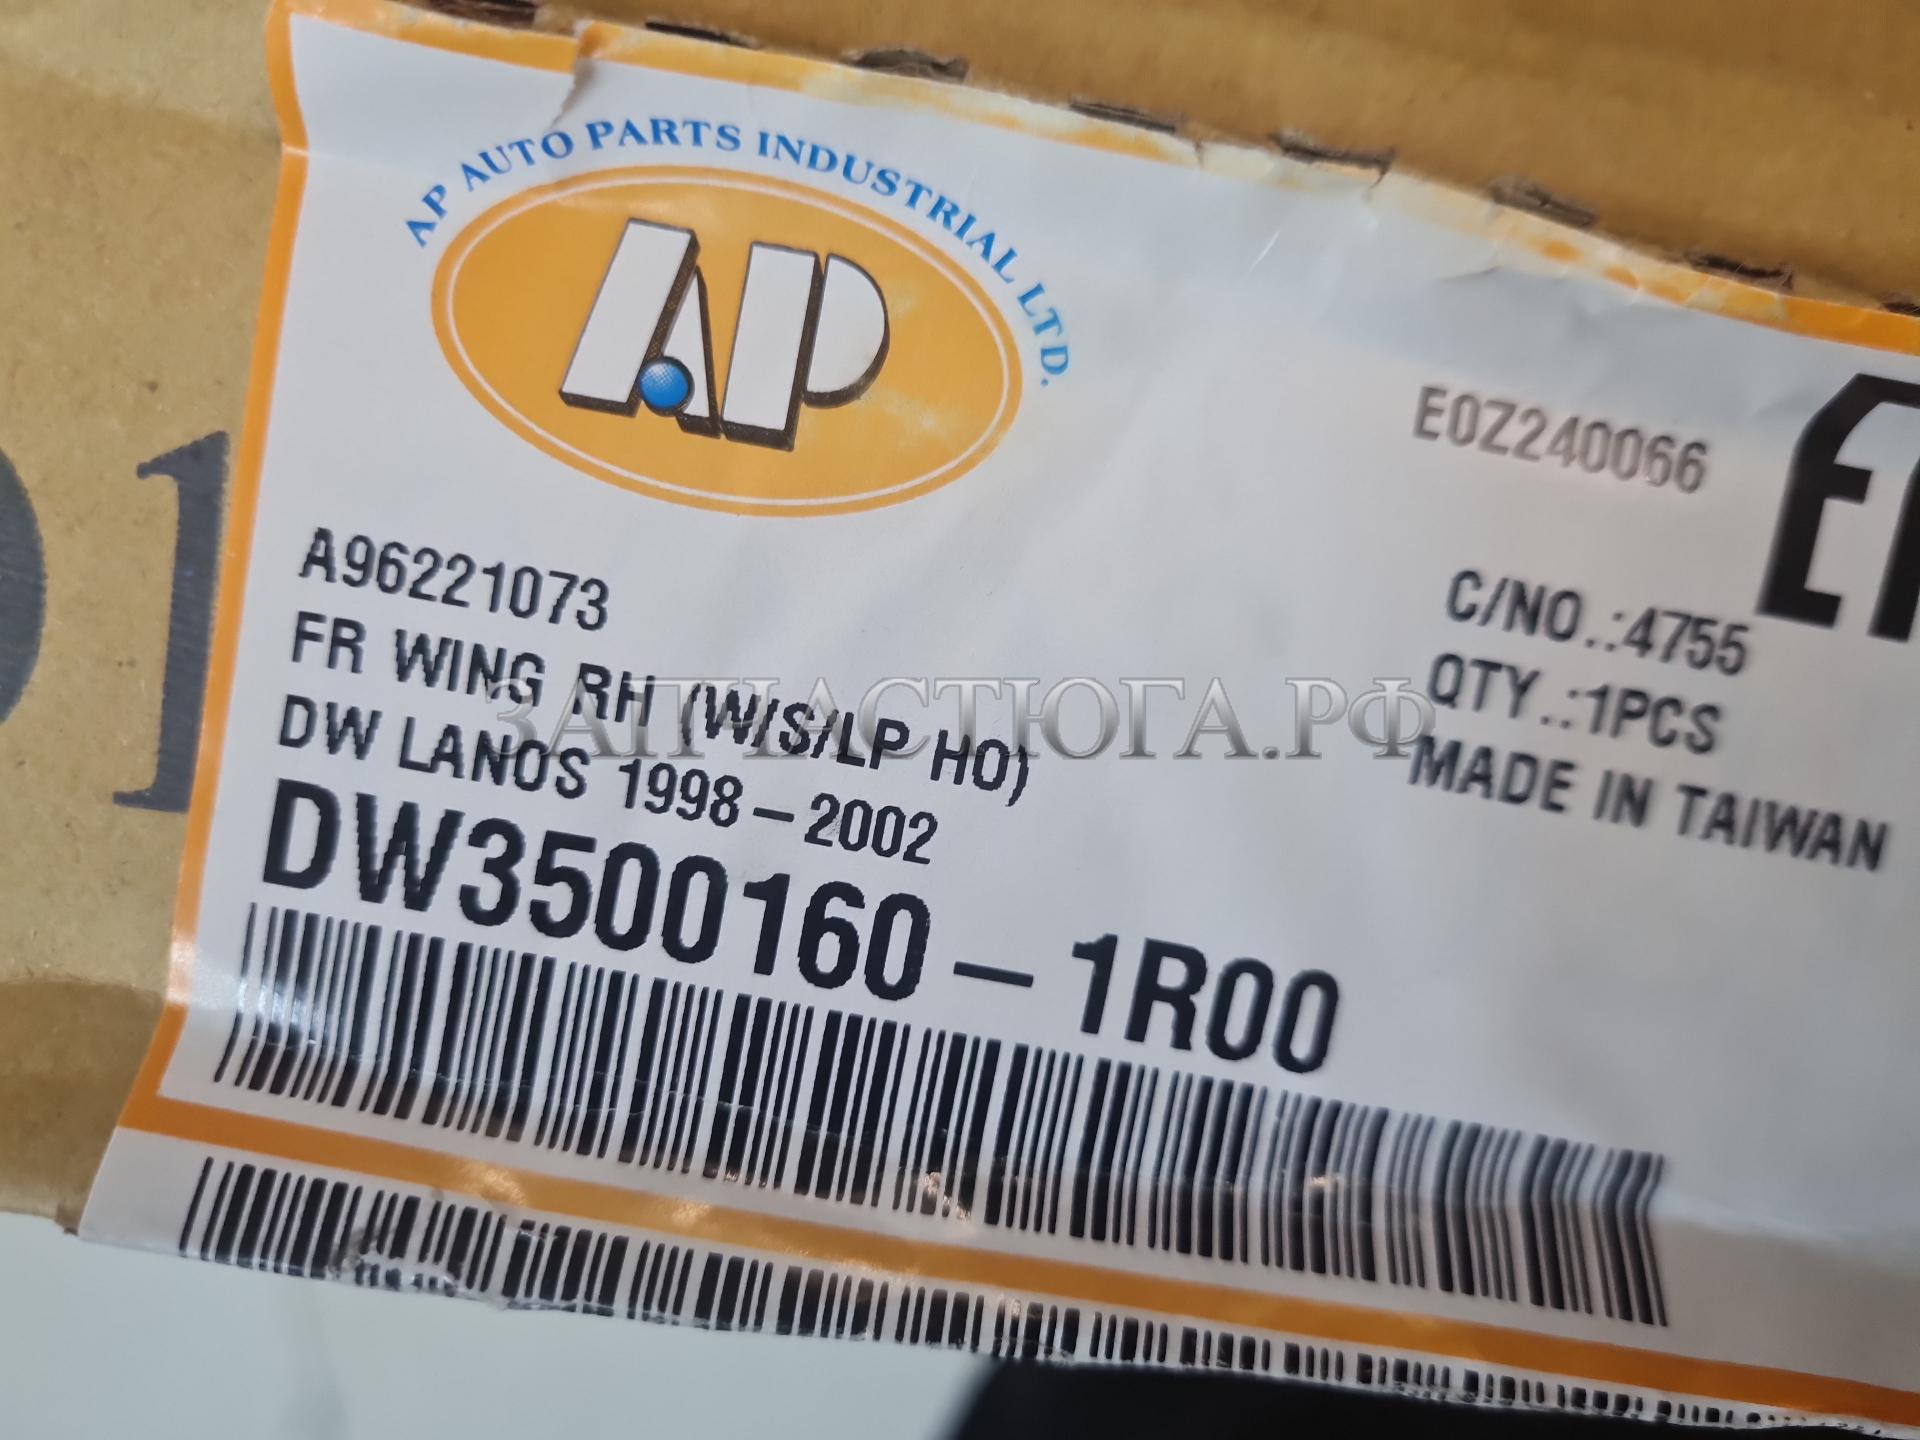 AP AUTO PARTS INDUSTRIAL LTD.
AP
E0Z240066
A96221073
FR WING RH (W/S/LP HO)
DW LANOS 1998-2002
DW3500160-1R00
C/NO.:4755
QTY.:1PCS
MADE IN TAIWAN
ЗАПЧАСТЮГА.РФ